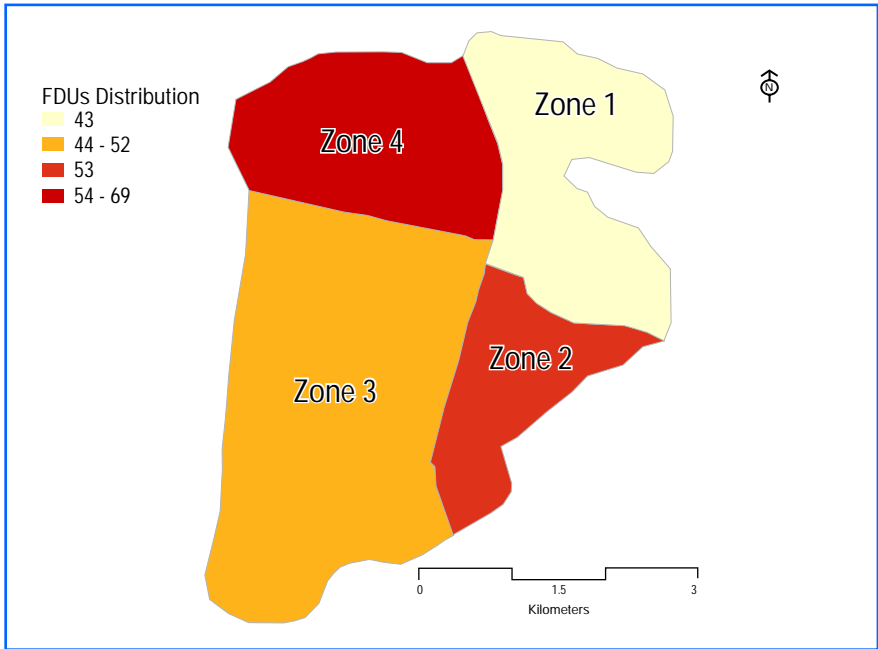 FDUs Distribution
43
44 - 52
53
54 - 69
Zone 1
Zone 4
Zone 2
Zone 3
N
0
1.5
3
Kilometers